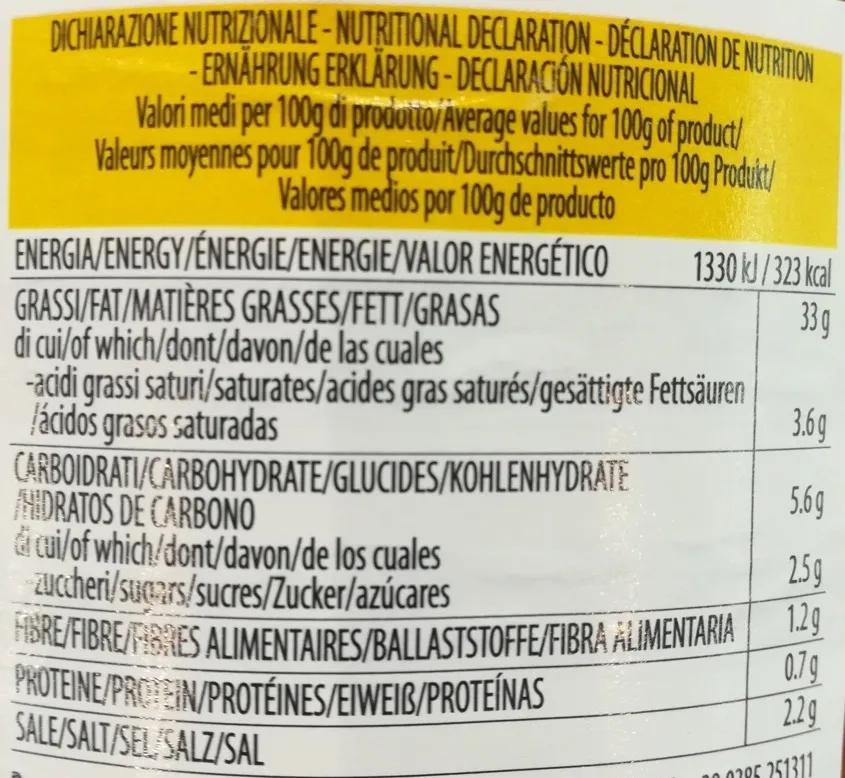 DICHIARAZIONE NUTRIZIONALE - NUTRITIONAL DECLARATION - DÉCLARATION DE NUTRITION
- ERNÄHRUNG ERKLÄRUNG - DECLARACIÓN NUTRICIONAL
Valori medi per 100g di prodotto/Average values for 100g of product/
Valeurs moyennes pour 100g de produit/Durchschnittswerte pro 100g Produkt/
Valores medios por 100g de producto
ENERGIA/ENERGY/ÉNERGIE/ENERGIE/VALOR ENERGÉTICO 1330 kJ / 323 kcal
GRASSI/FAT/MATIÈRES GRASSES/FETT/GRASAS 33 g
di cui/of which/dont/davon/de las cuales
-acidi grassi saturi/saturates/acides gras saturés/gesättigte Fettsäuren
/ácidos grasos saturadas 3.6 g
CARBOIDRATI/CARBOHYDRATE/GLUCIDES/KOHLENHYDRATE
/HIDRATOS DE CARBONO 5.6 g
di cui/of which/dont/davon/de los cuales
-zuccheri/sugars/sucres/Zucker/azúcares 2.5 g
FIBRE/FIBRE/FIBRES ALIMENTAIRES/BALLASTSTOFFE/FIBRA ALIMENTARIA 1.2 g
PROTEINE/PROTEIN/PROTÉINES/EIWEIß/PROTEÍNAS 0.7 g
SALE/SALT/SEL/SALZ/SAL 2.2 g
0285 251311